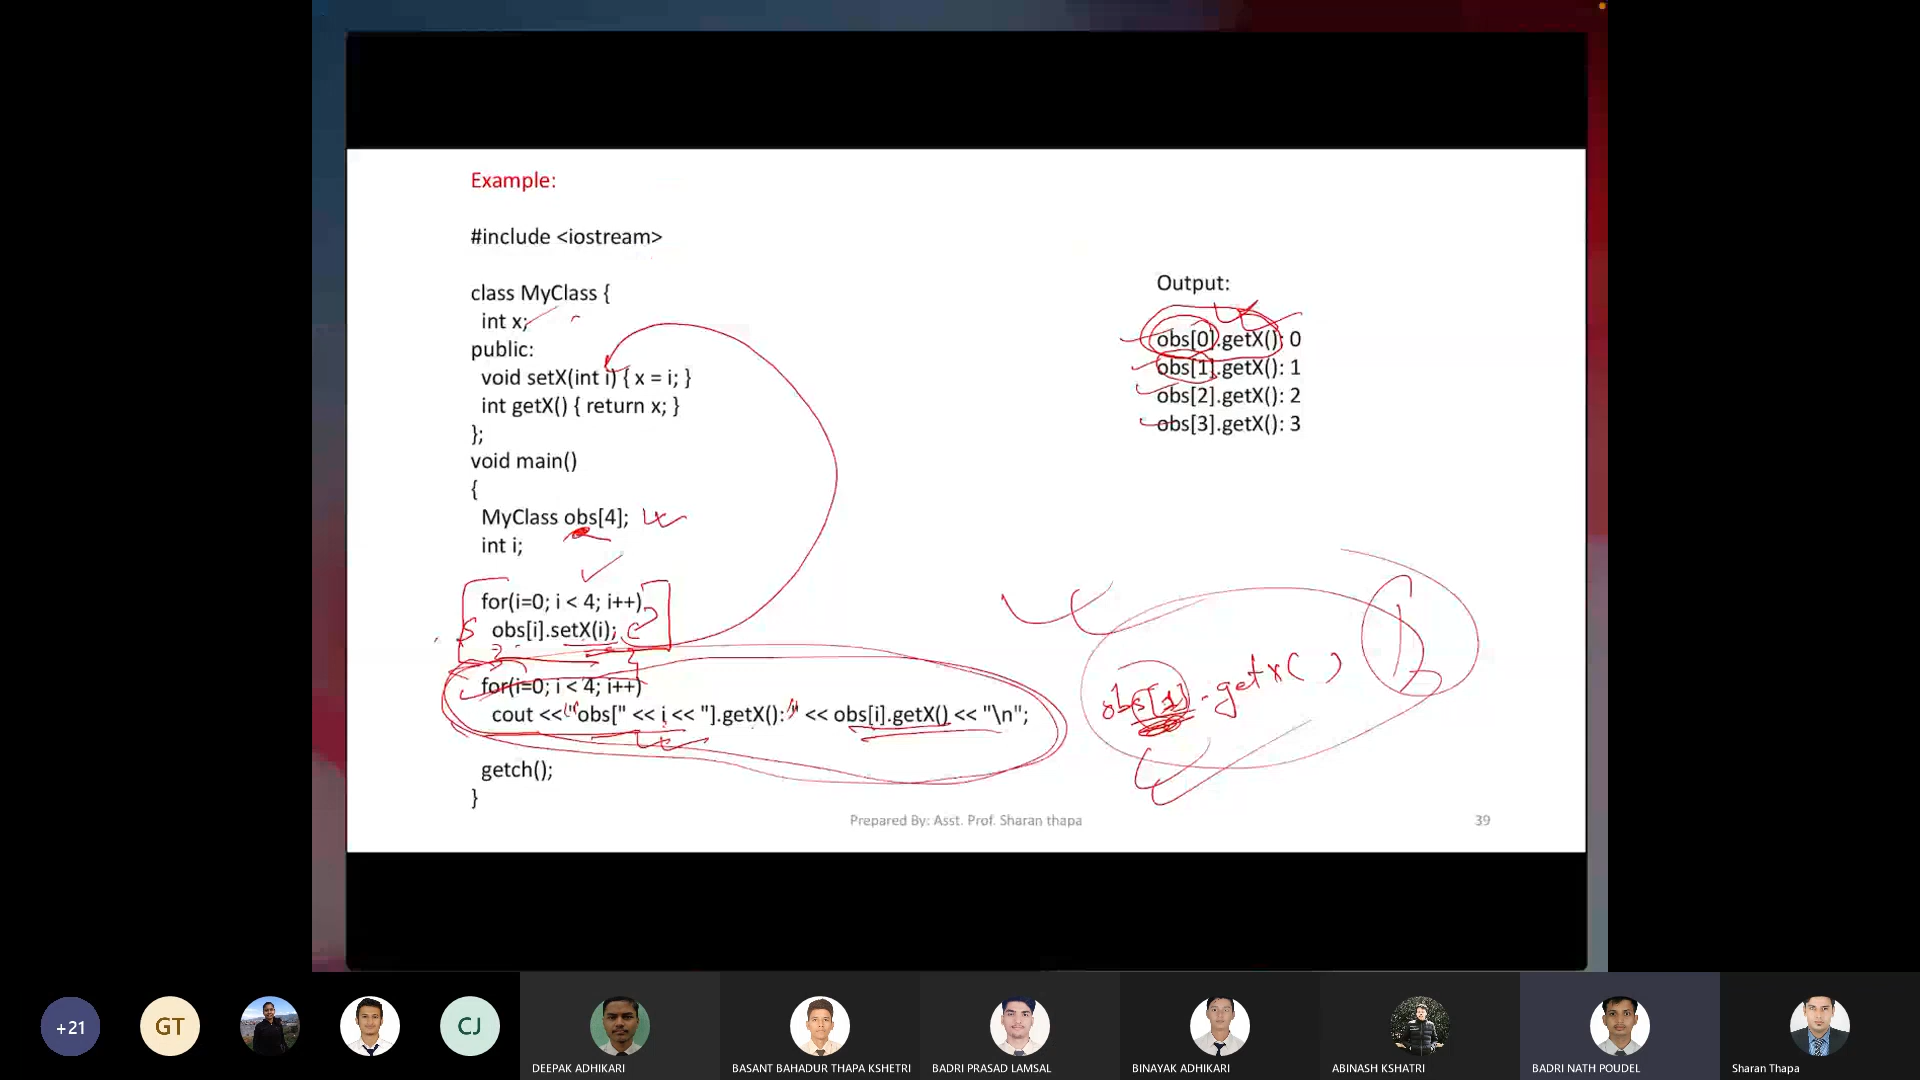 Example:
#include <iostream>
class MyClass {
int x;
public:
void setX(int i) { x = i; }
int getX() { return x; }
};
void main()
{
MyClass obs[4];
int i;
for(i=0; i < 4; i++)
obs[i].setX(i);
for(i=0; i < 4; i++)
cout << "obs[" << i << "].getX(): " << obs[i].getX() << "\n";
getch();
}
Output:
obs[0].getX(): 0
obs[1].getX(): 1
obs[2].getX(): 2
obs[3].getX(): 3
obs[1].getx()
Prepared By: Asst. Prof. Sharan thapa
39
+21
GT
CJ
DEEPAK ADHIKARI
BASANT BAHADUR THAPA KSHETRI
BADRI PRASAD LAMSAL
BINAYAK ADHIKARI
ABINASH KSHATRI
BADRI NATH POUDEL
Sharan Thapa